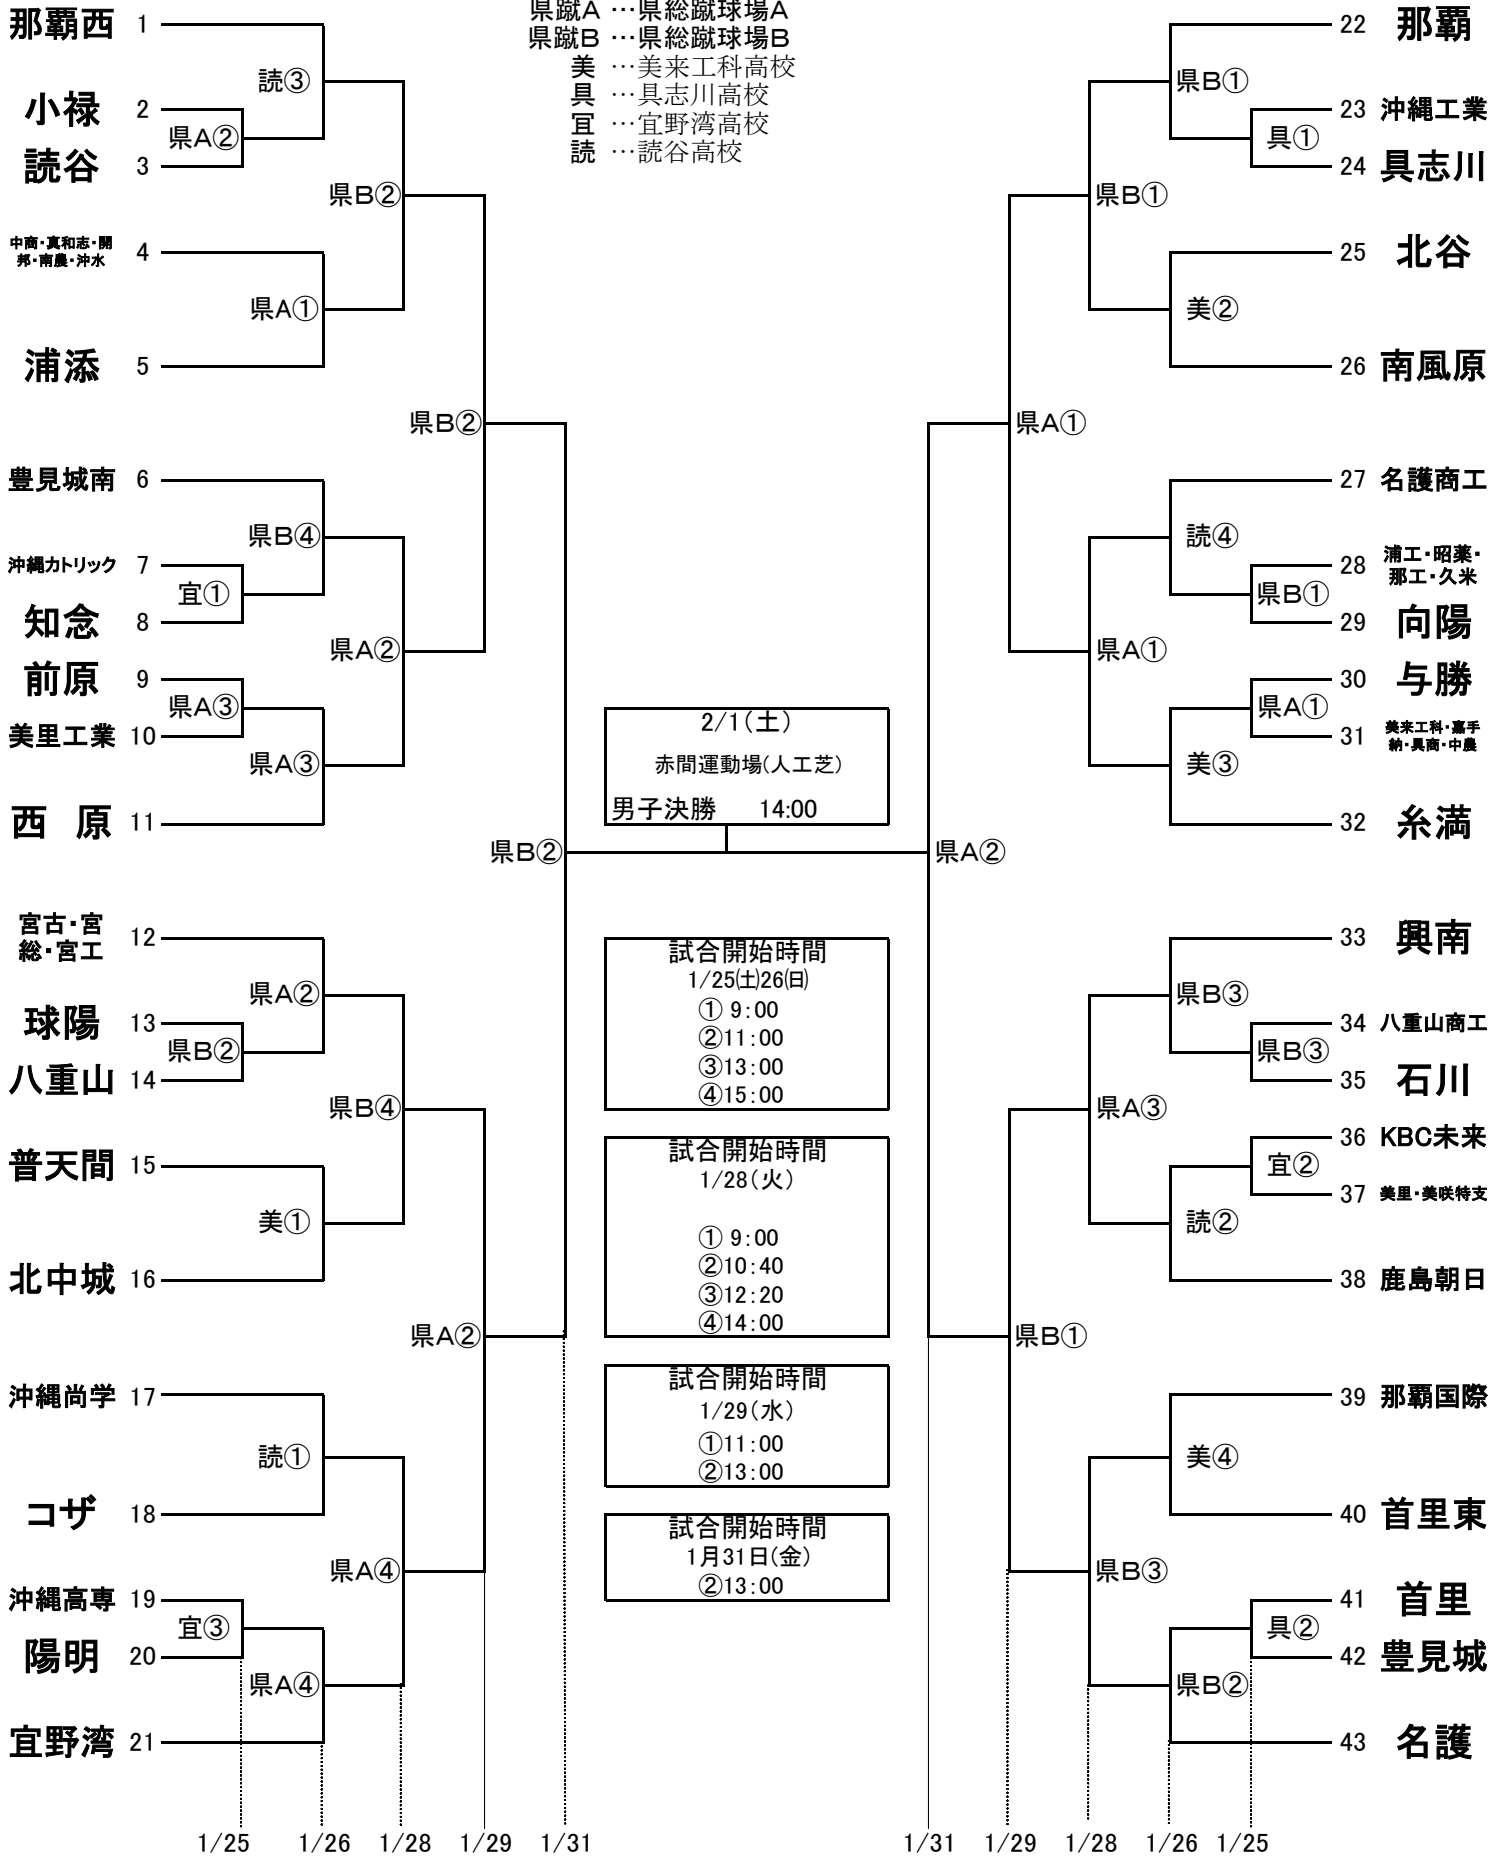 県蹴A …県総蹴球場A
県蹴B …県総蹴球場B
美 …美来工科高校
具 …具志川高校
宜 …宜野湾高校
読 …読谷高校
那覇西 1
読③
小禄 2
県A②
読谷 3
県B②
中商・真和志・開
邦・南農・沖水
4
県A①
浦添 5
県B②
豊見城南 6
県B④
沖縄カトリック 7
宜①
知念 8
県A②
前原 9
県A③
美里工業 10
県A③
西 原 11
県B②
宮古・宮
総・宮工
12
県A②
球陽 13
県B②
八重山 14
県B④
普天間 15
美①
北中城 16
県A②
沖縄尚学 17
読①
コザ 18
県A④
沖縄高専 19
宜③
陽明 20
県A④
宜野湾 21
1/25
1/26
1/28
1/29
1/31
2/1(土)
赤間運動場(人工芝)
男子決勝 14:00
試合開始時間
1/25㈯26㈰
① 9:00
②11:00
③13:00
④15:00
試合開始時間
1/28(火)
① 9:00
②10:40
③12:20
④14:00
試合開始時間
1/29(水)
①11:00
②13:00
試合開始時間
1月31日(金)
②13:00
22 那覇
県B①
23 沖縄工業
具①
24 具志川
県B①
25 北谷
美②
26 南風原
県A①
27 名護商工
読④
28
浦工・昭薬・
那工・久米
県B①
29 向陽
県A①
30 与勝
県A①
31
美来工科・嘉手
納・具商・中農
美③
32 糸満
県A②
33 興南
県B③
34 八重山商工
県B③
35 石川
県A③
36 KBC未来
宜②
37 美里・美咲特支
読②
38 鹿島朝日
県B①
39 那覇国際
美④
40 首里東
県B③
41 首里
具②
42 豊見城
県B②
43 名護
1/31
1/29
1/28
1/26
1/25